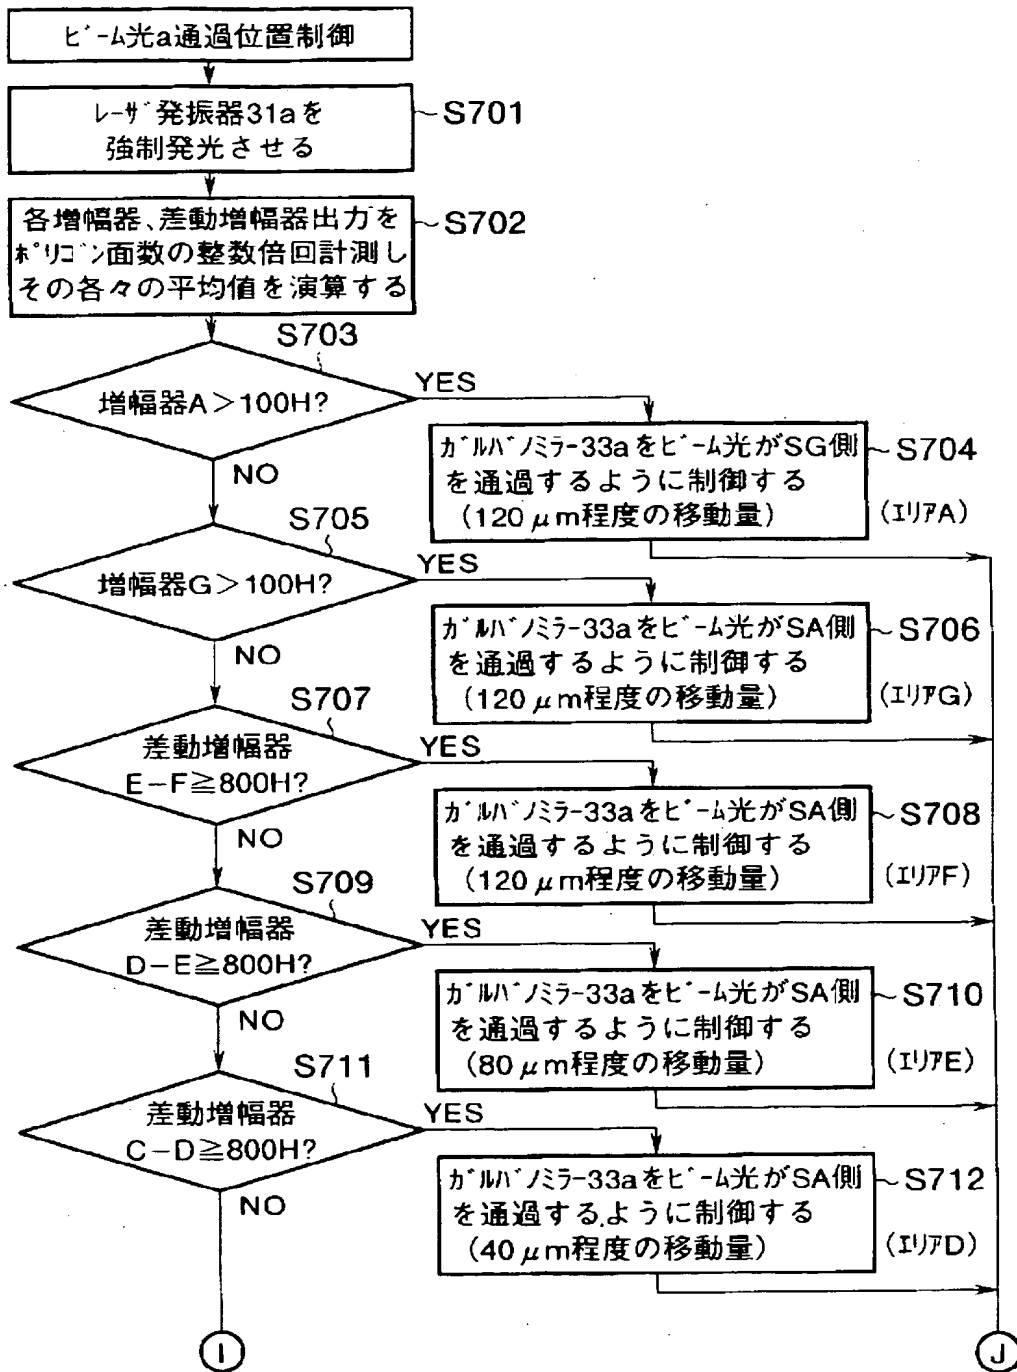 ビーム光a通過位置制御
レーザ発振器31aを
強制発光させる
S701
各増幅器、差動増幅器出力を
ポリゴン面数の整数倍回計測し
その各々の平均値を演算する
S702
S703
増幅器A>100H?
YES
NO
ガルバノミラー33aをビーム光がSG側
を通過するように制御する
(120μm程度の移動量)
S704
(エリアA)
S705
増幅器G>100H?
YES
NO
ガルバノミラー33aをビーム光がSA側
を通過するように制御する
(120μm程度の移動量)
S706
(エリアG)
S707
差動増幅器
E-F≧800H?
YES
NO
ガルバノミラー33aをビーム光がSA側
を通過するように制御する
(120μm程度の移動量)
S708
(エリアF)
S709
差動増幅器
D-E≧800H?
YES
NO
ガルバノミラー33aをビーム光がSA側
を通過するように制御する
(80μm程度の移動量)
S710
(エリアE)
S711
差動増幅器
C-D≧800H?
YES
NO
ガルバノミラー33aをビーム光がSA側
を通過するように制御する
(40μm程度の移動量)
S712
(エリアD)
I
J